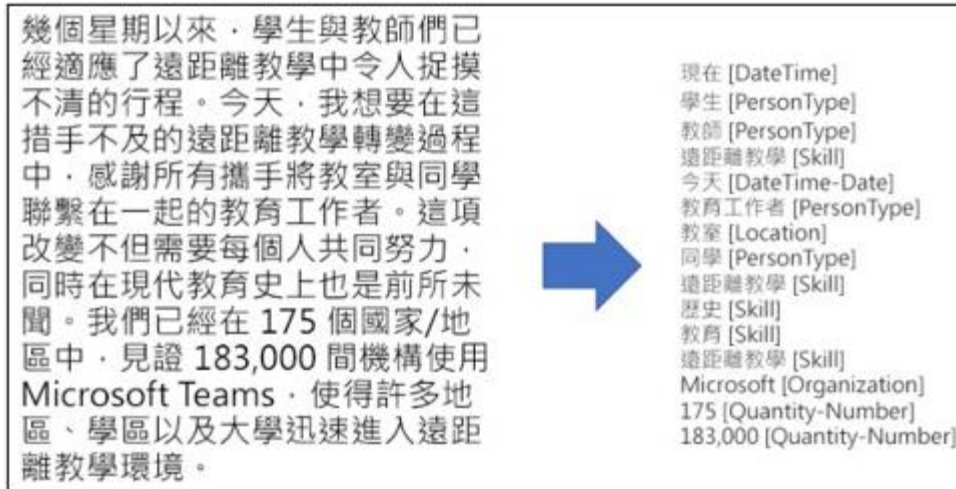 幾個星期以來，學生與教師們已
經適應了遠距離教學中令人捉摸
不清的行程。今天，我想要在這
措手不及的遠距離教學轉變過程
中，感謝所有攜手將教室與同學
聯繫在一起的教育工作者。這項
改變不但需要每個人共同努力，
同時在現代教育史上也是前所未
聞。我們已經在 175 個國家/地
區中，見證 183,000 間機構使用
Microsoft Teams，使得許多地
區、學區以及大學迅速進入遠距
離教學環境。
現在 [DateTime]
學生 [PersonType]
教師 [PersonType]
遠距離教學 [Skill]
今天 [DateTime-Date]
教育工作者 [PersonType]
教室 [Location]
同學 [PersonType]
遠距離教學 [Skill]
歷史 [Skill]
教育 [Skill]
遠距離教學 [Skill]
Microsoft [Organization]
175 [Quantity-Number]
183,000 [Quantity-Number]